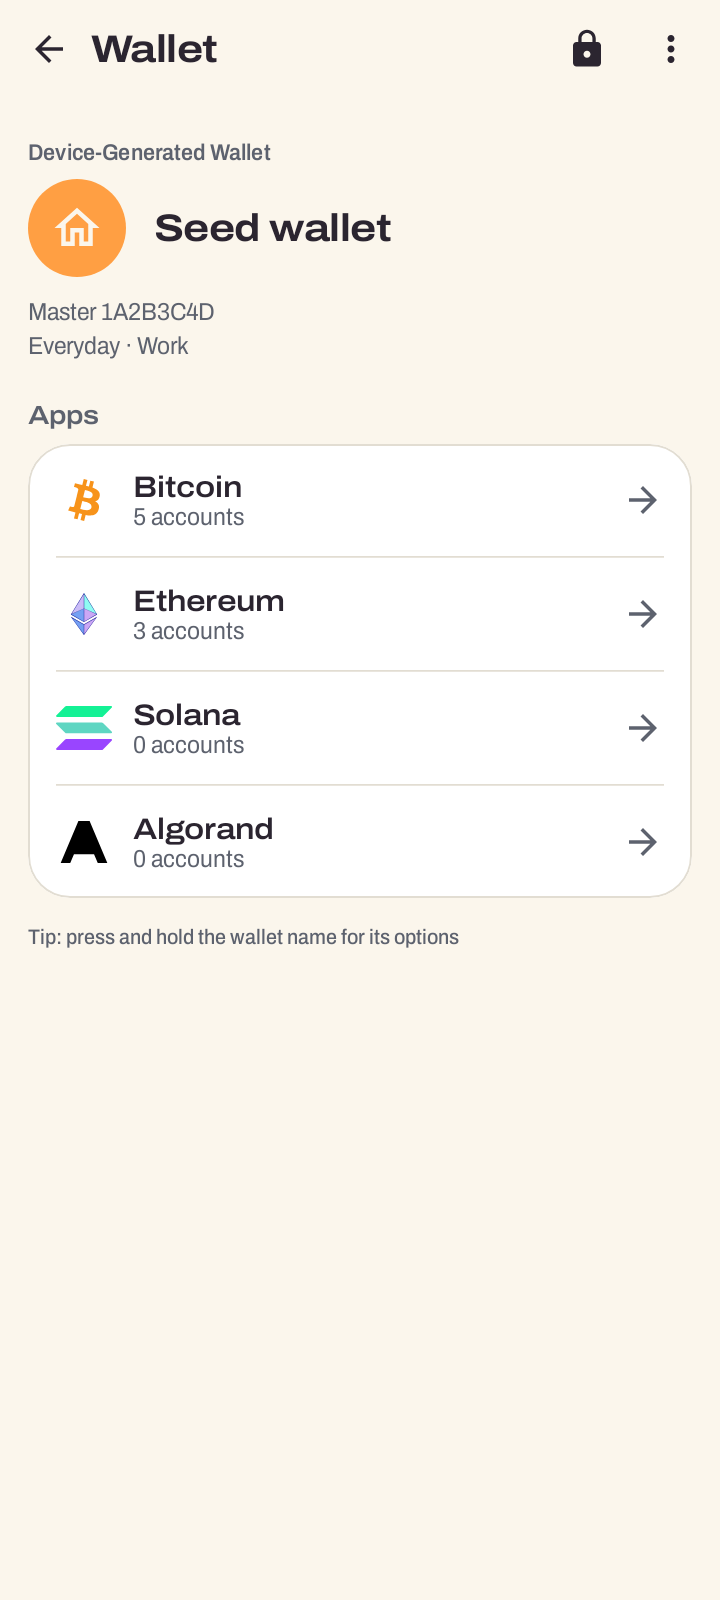 Wallet
Device-Generated Wallet
Seed wallet
Master 1A2B3C4D
Everyday · Work
Apps
Bitcoin
5 accounts
Ethereum
3 accounts
Solana
0 accounts
Algorand
0 accounts
Tip: press and hold the wallet name for its options